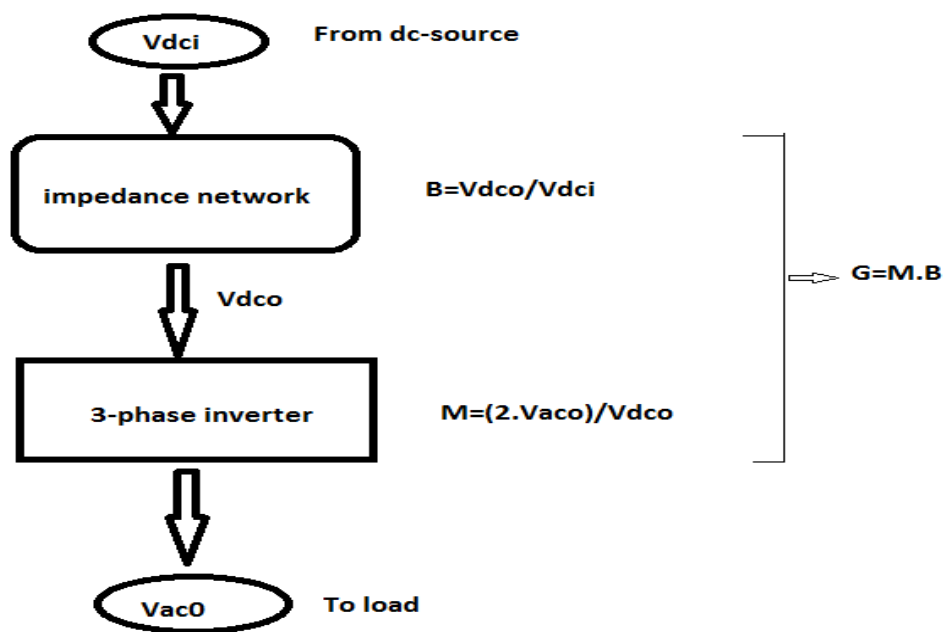 Vdci
From dc-source
impedance network
B=Vdco/Vdci
G=M.B
Vdco
3-phase inverter
M=(2.Vaco)/Vdco
Vac0
To load